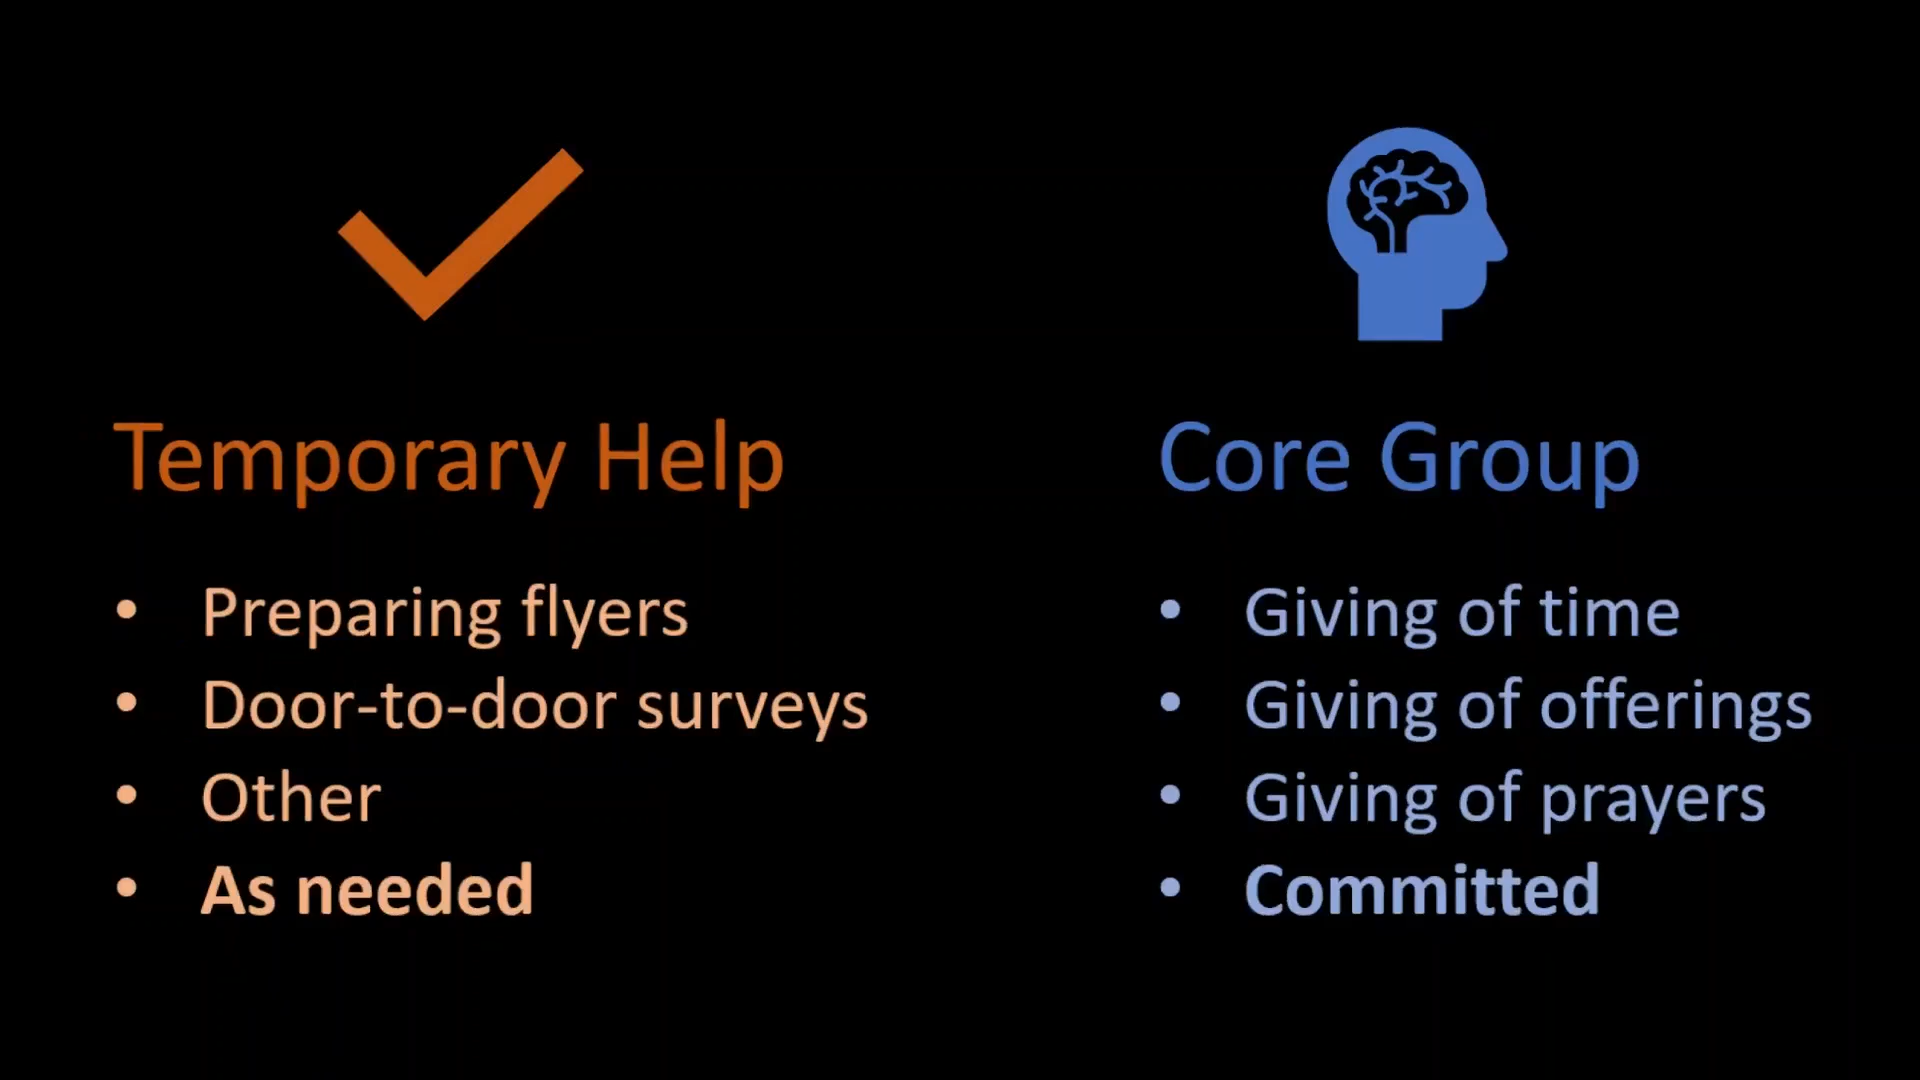 Temporary Help
• Preparing flyers
• Door-to-door surveys
• Other
• As needed
Core Group
• Giving of time
• Giving of offerings
• Giving of prayers
• Committed